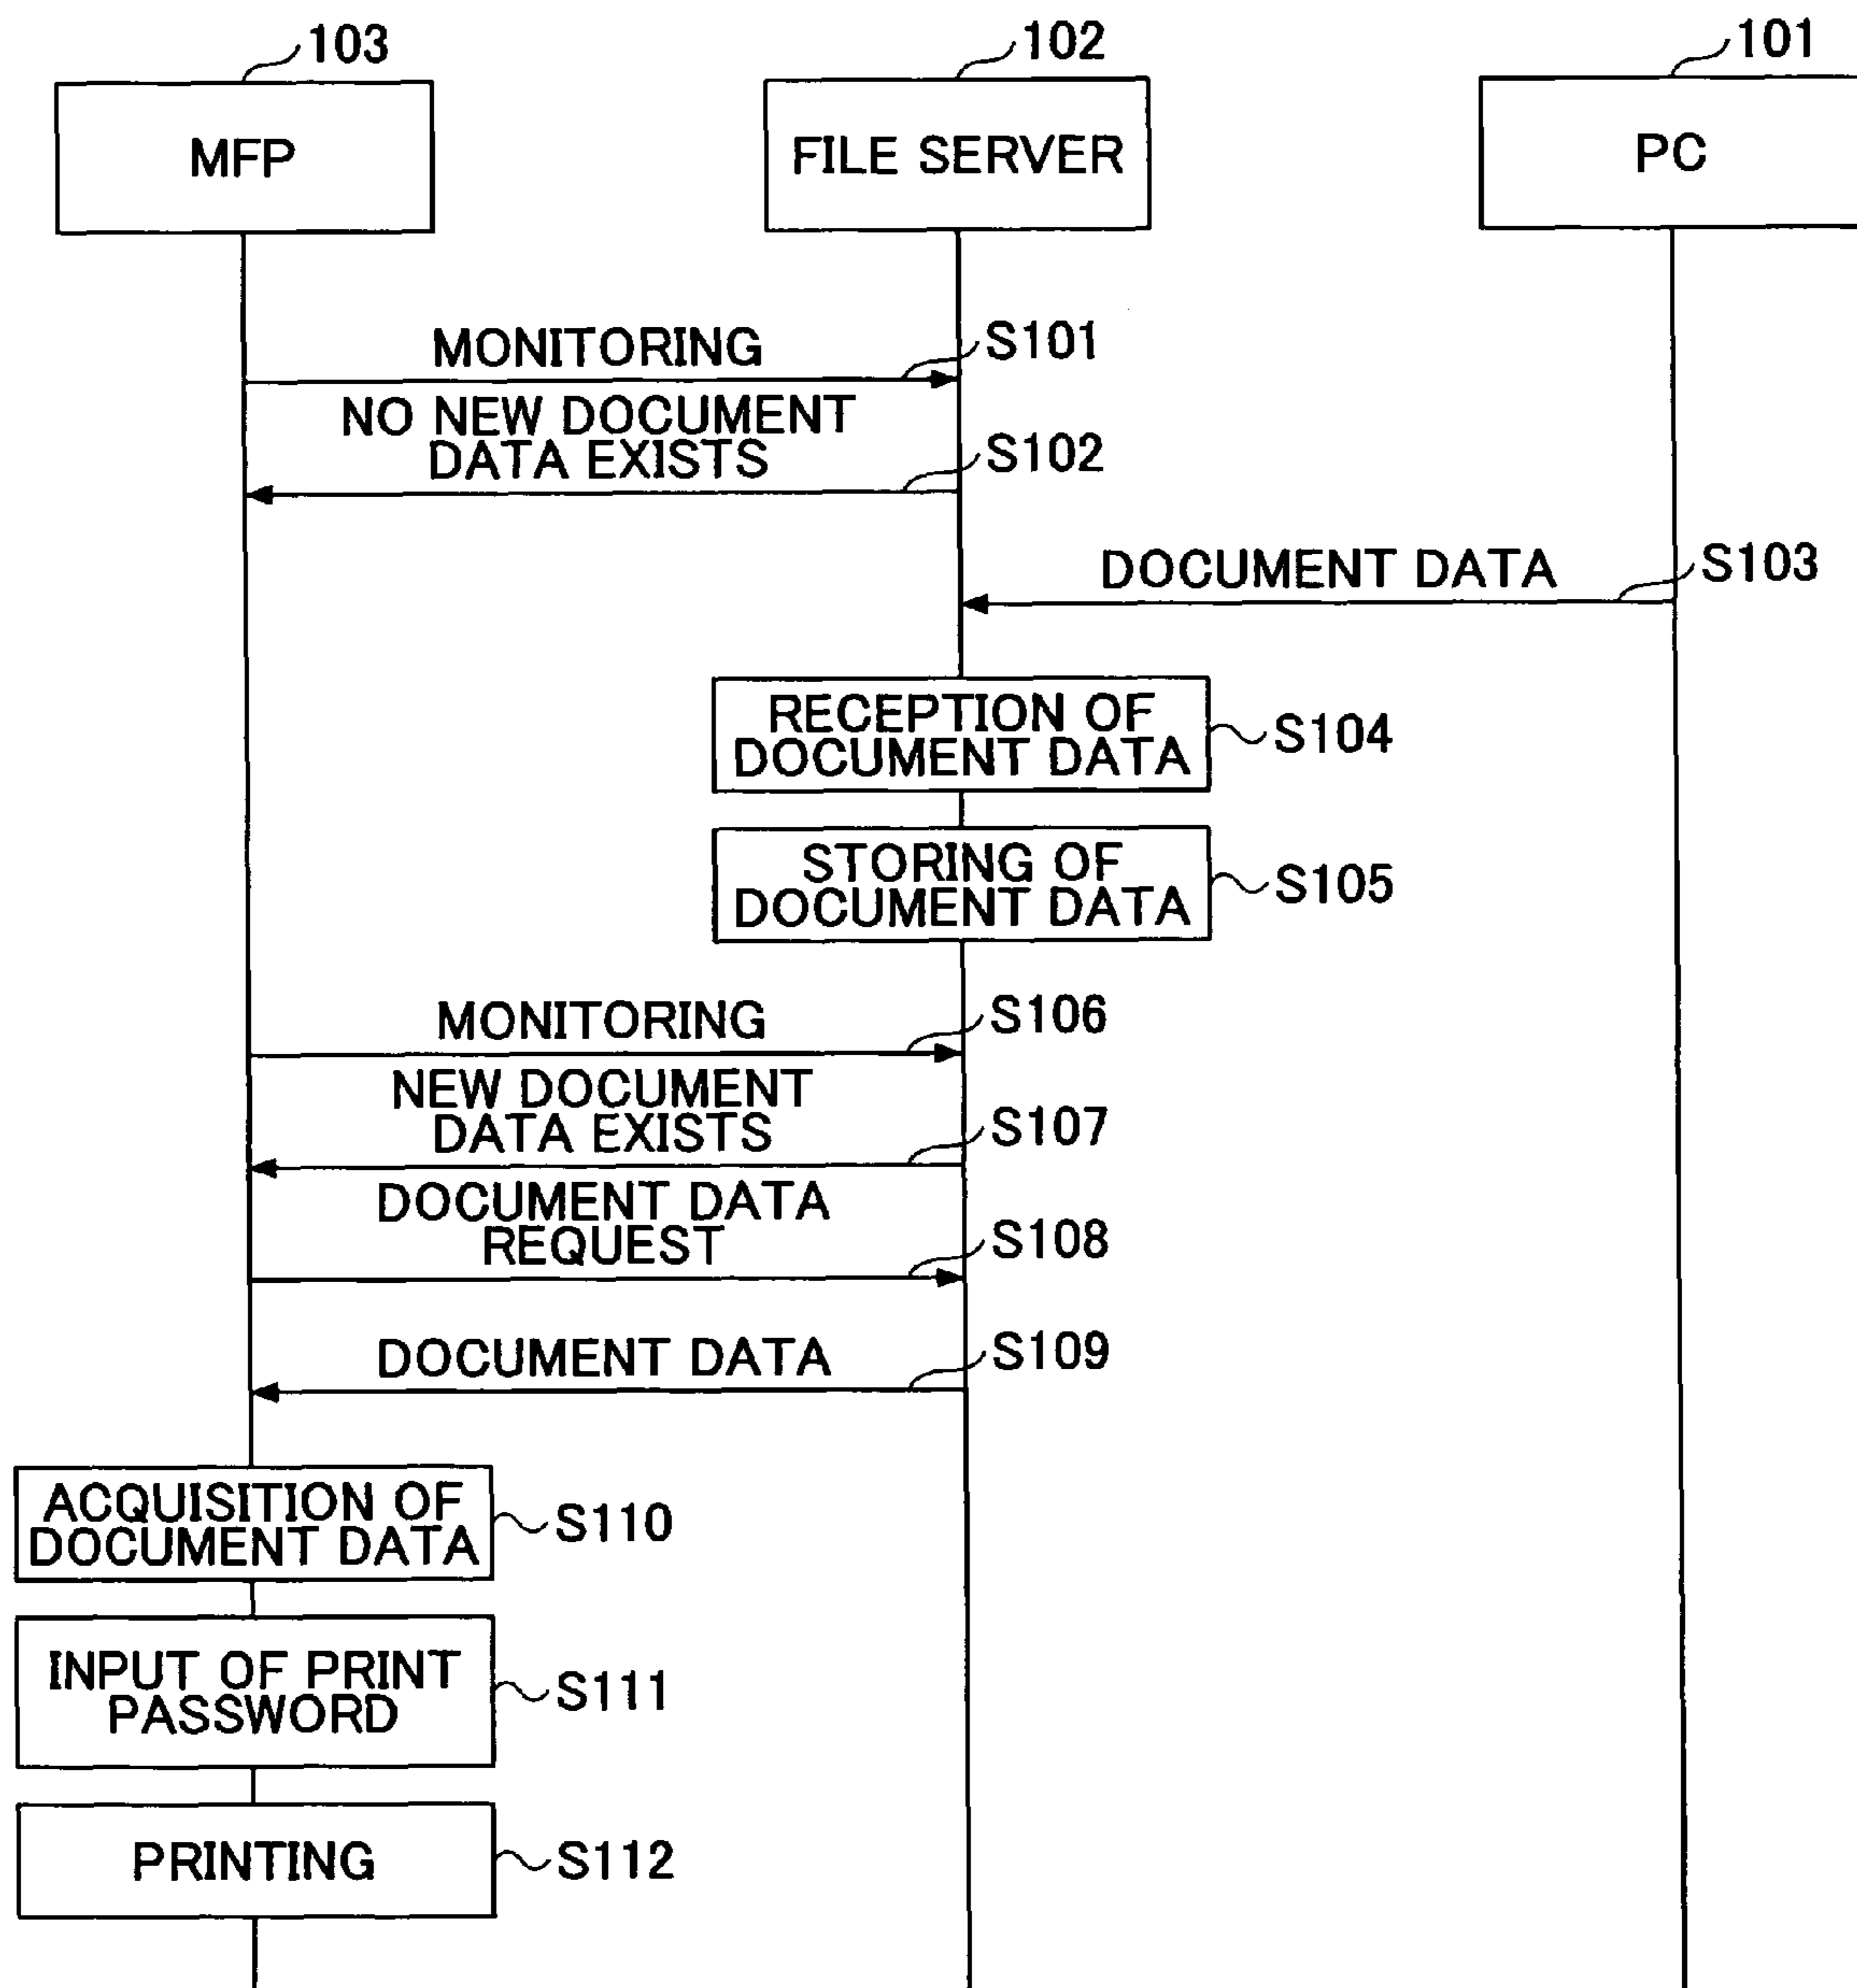 103
102
101
MFP
FILE SERVER
PC
MONITORING
S101
NO NEW DOCUMENT
DATA EXISTS
S102
DOCUMENT DATA
S103
RECEPTION OF
DOCUMENT DATA
S104
STORING OF
DOCUMENT DATA
S105
MONITORING
S106
NEW DOCUMENT
DATA EXISTS
S107
DOCUMENT DATA
REQUEST
S108
DOCUMENT DATA
S109
ACQUISITION OF
DOCUMENT DATA
S110
INPUT OF PRINT
PASSWORD
S111
PRINTING
S112